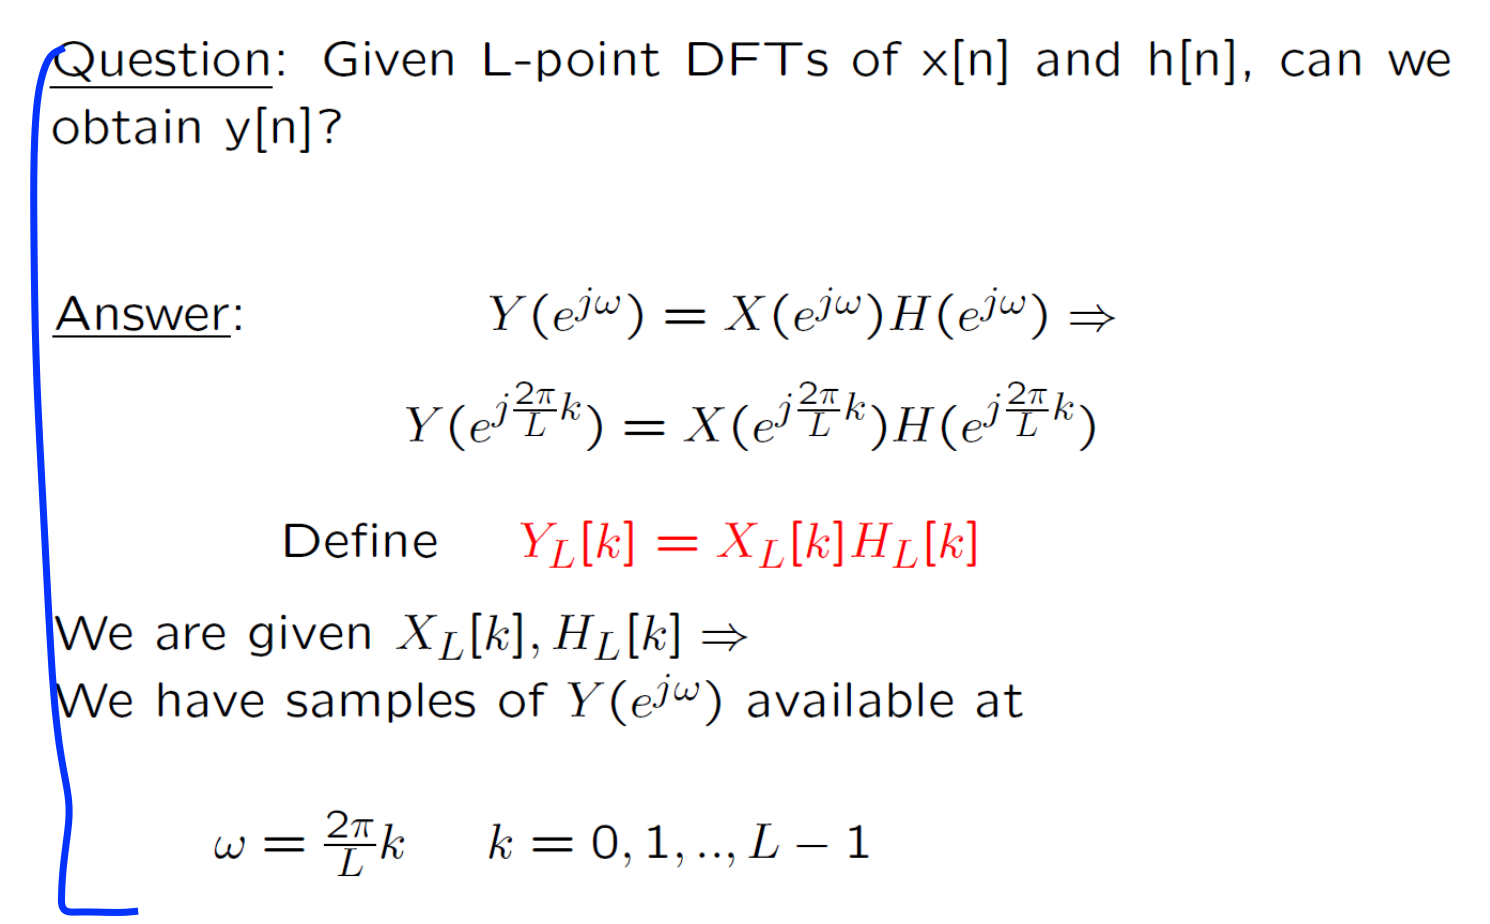 Question: Given L-point DFTs of x[n] and h[n], can we
obtain y[n]?
Answer: $Y(e^{j\omega}) = X(e^{j\omega})H(e^{j\omega}) \Rightarrow$
$Y(e^{j\frac{2\pi}{L}k}) = X(e^{j\frac{2\pi}{L}k})H(e^{j\frac{2\pi}{L}k})$
Define $Y_L[k] = X_L[k]H_L[k]$
We are given $X_L[k], H_L[k] \Rightarrow$
We have samples of $Y(e^{j\omega})$ available at
$\omega = \frac{2\pi}{L}k \quad k = 0, 1, .., L - 1$